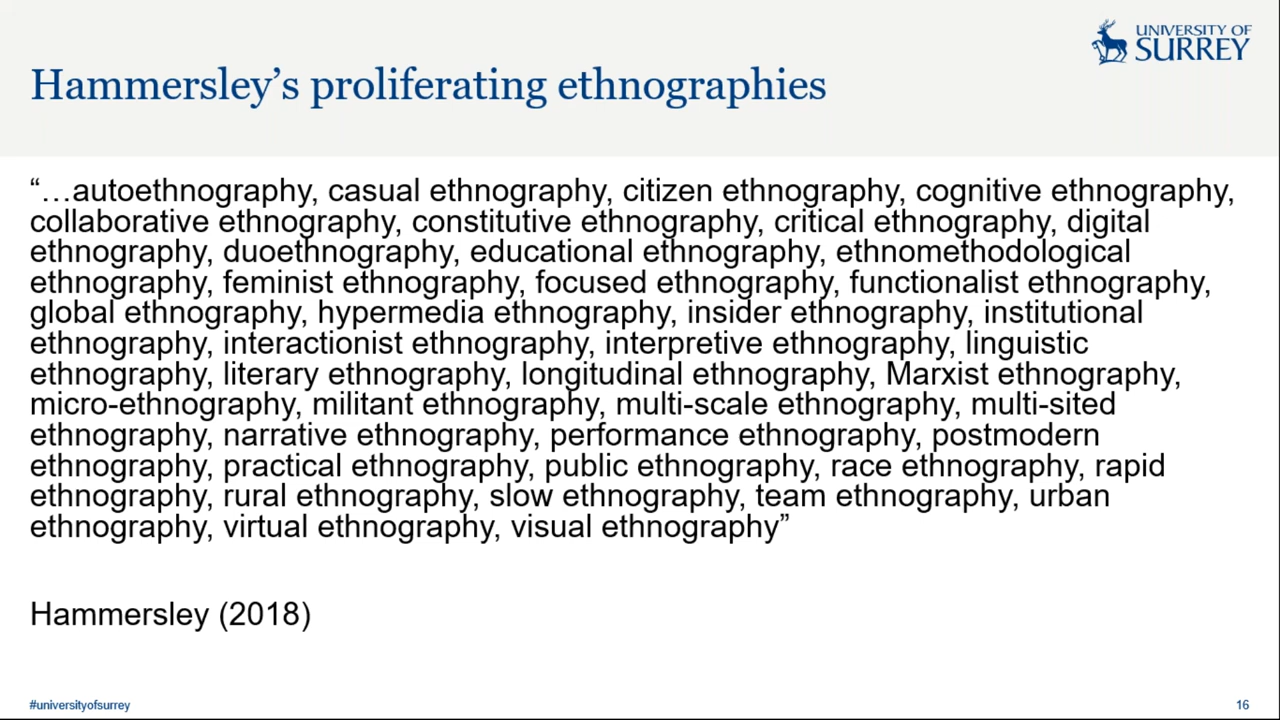 UNIVERSITY OF
SURREY
Hammersley’s proliferating ethnographies
“…autoethnography, casual ethnography, citizen ethnography, cognitive ethnography,
collaborative ethnography, constitutive ethnography, critical ethnography, digital
ethnography, duoethnography, educational ethnography, ethnomethodological
ethnography, feminist ethnography, focused ethnography, functionalist ethnography,
global ethnography, hypermedia ethnography, insider ethnography, institutional
ethnography, interactionist ethnography, interpretive ethnography, linguistic
ethnography, literary ethnography, longitudinal ethnography, Marxist ethnography,
micro-ethnography, militant ethnography, multi-scale ethnography, multi-sited
ethnography, narrative ethnography, performance ethnography, postmodern
ethnography, practical ethnography, public ethnography, race ethnography, rapid
ethnography, rural ethnography, slow ethnography, team ethnography, urban
ethnography, virtual ethnography, visual ethnography”
Hammersley (2018)
#universityofsurrey
16